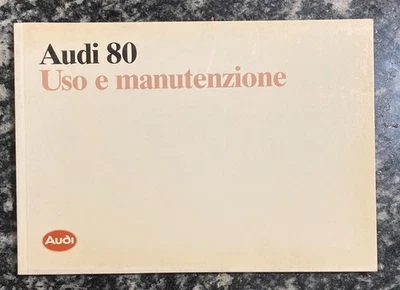 Audi 80
Uso e manutenzione
Audi